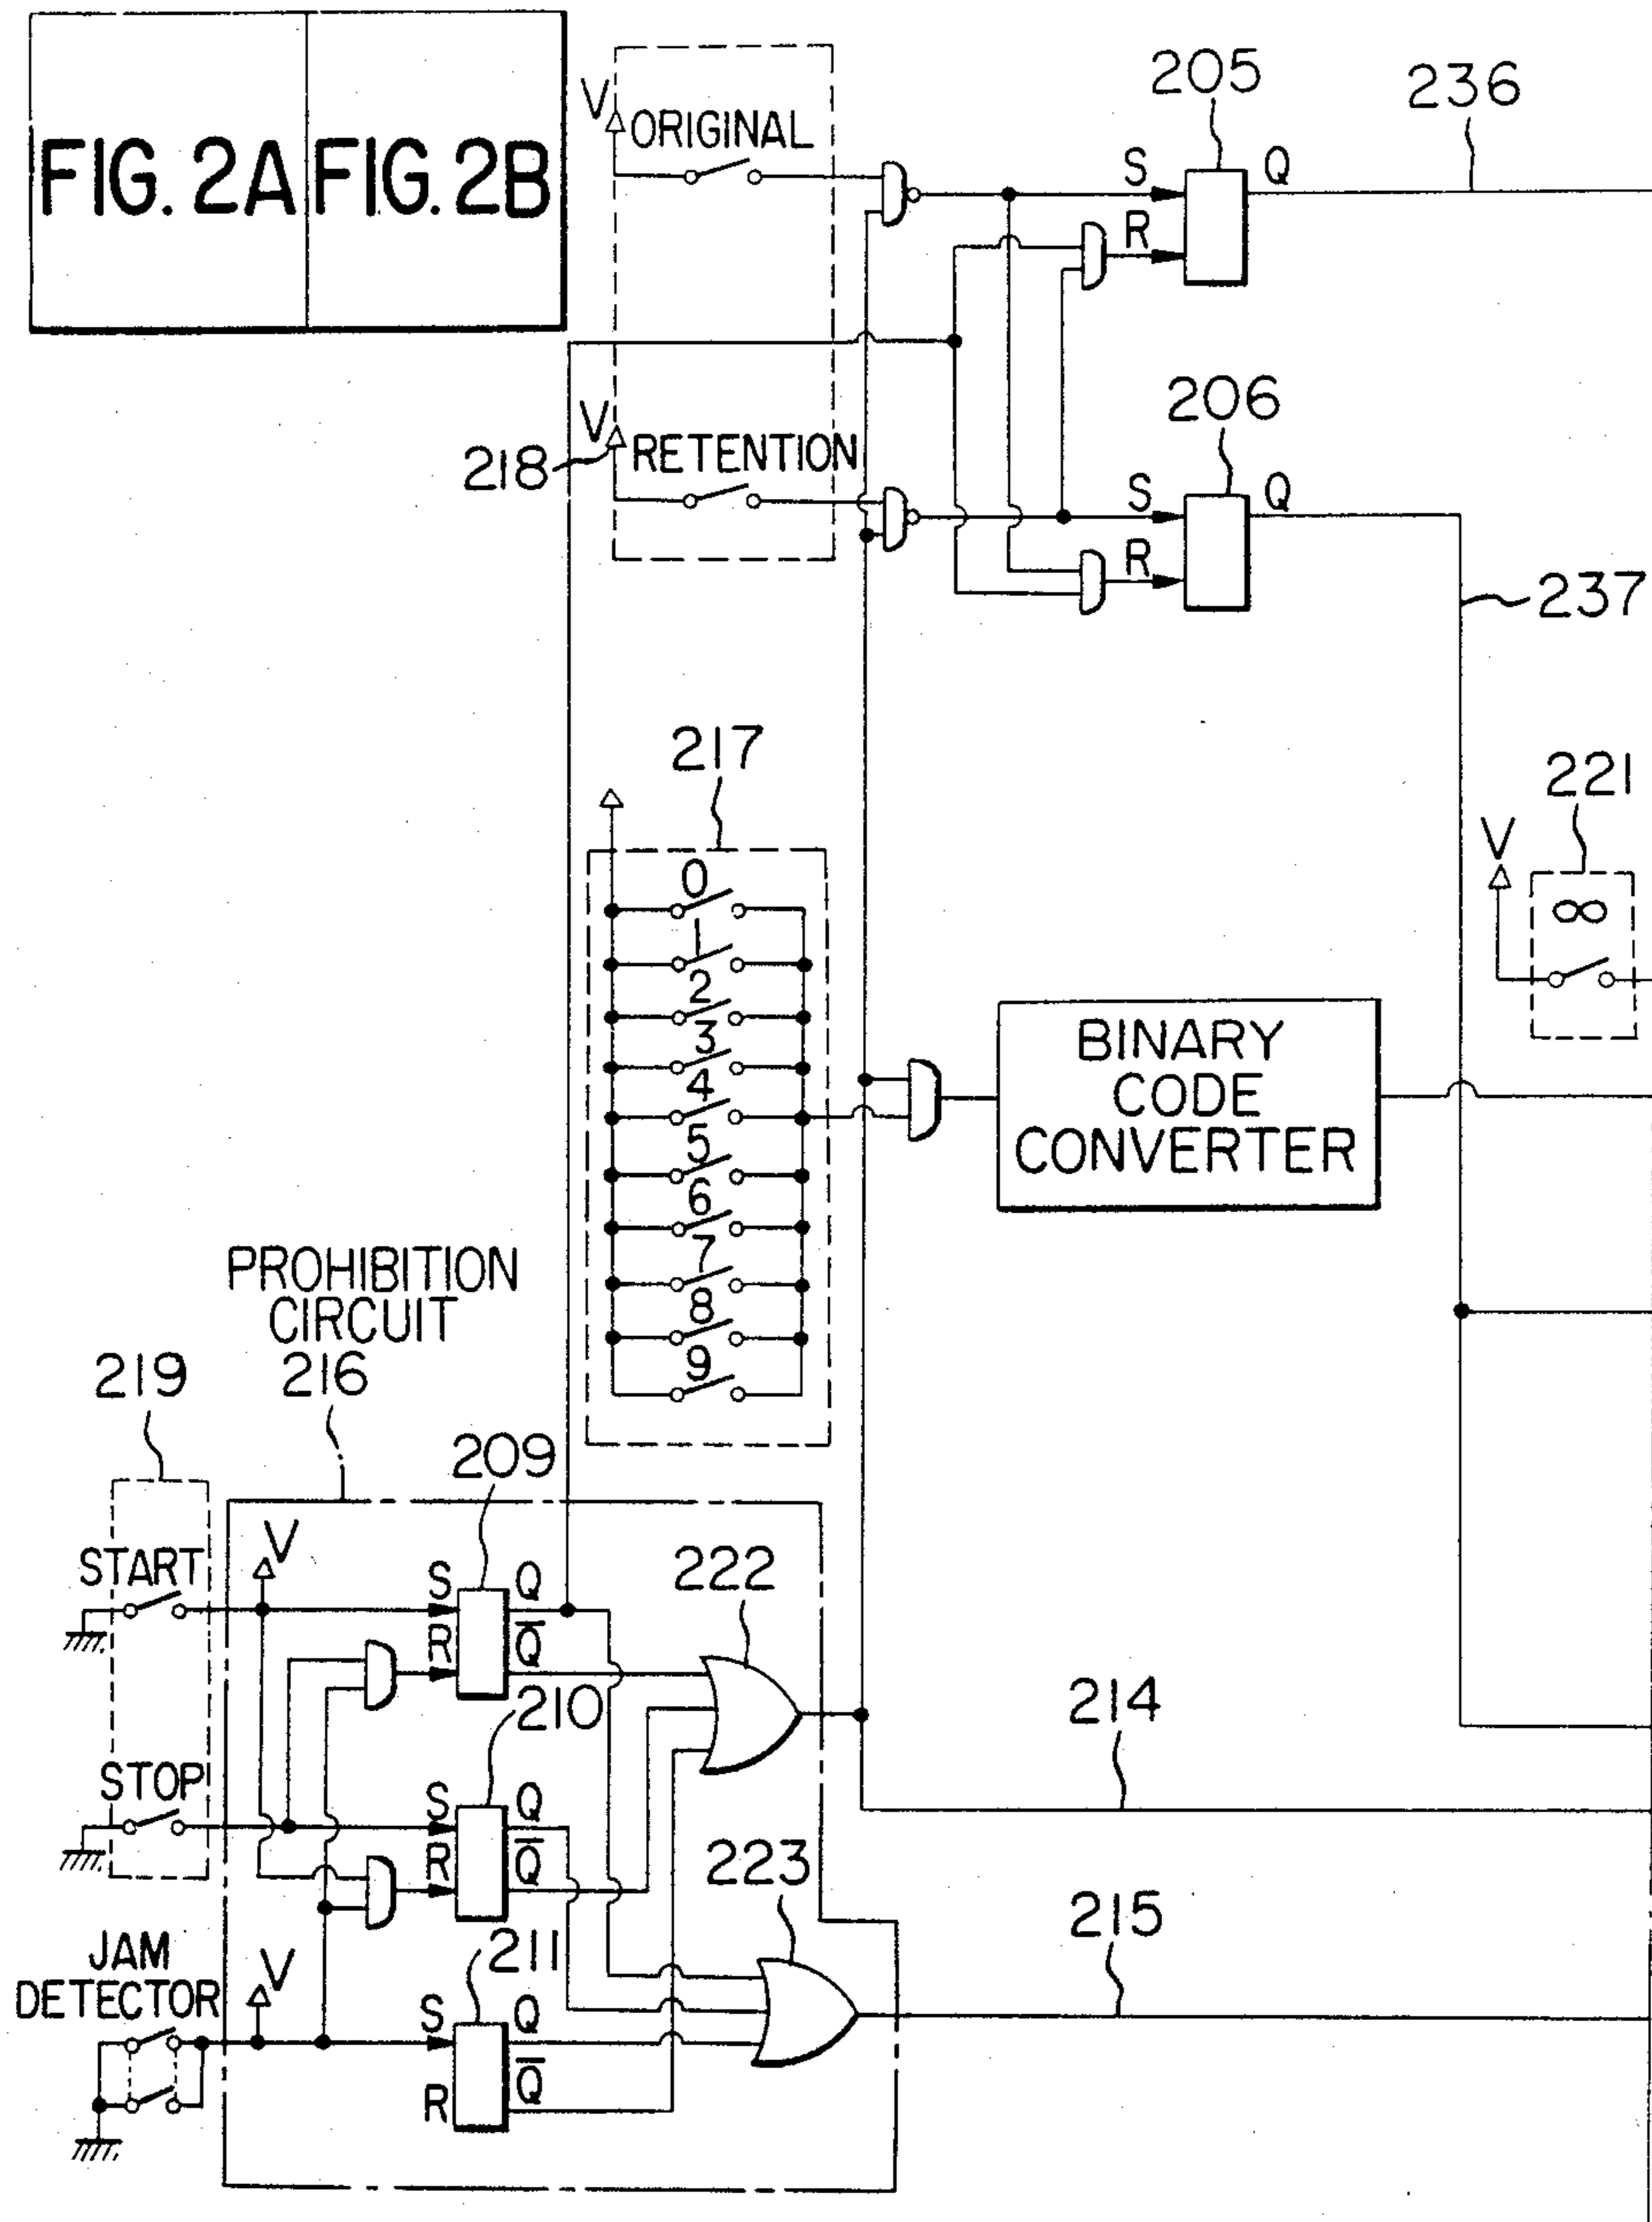 FIG. 2A
FIG. 2B
V
ORIGINAL
205
236
S
Q
R
V
218
RETENTION
206
S
Q
R
237
217
221
V
∞
0
1
2
3
4
5
6
7
8
9
BINARY
CODE
CONVERTER
PROHIBITION
CIRCUIT
216
219
209
START
V
S
Q
R
Q̅
222
210
STOP
S
Q
R
Q̅
214
223
211
215
JAM
DETECTOR
V
S
Q
R
Q̅